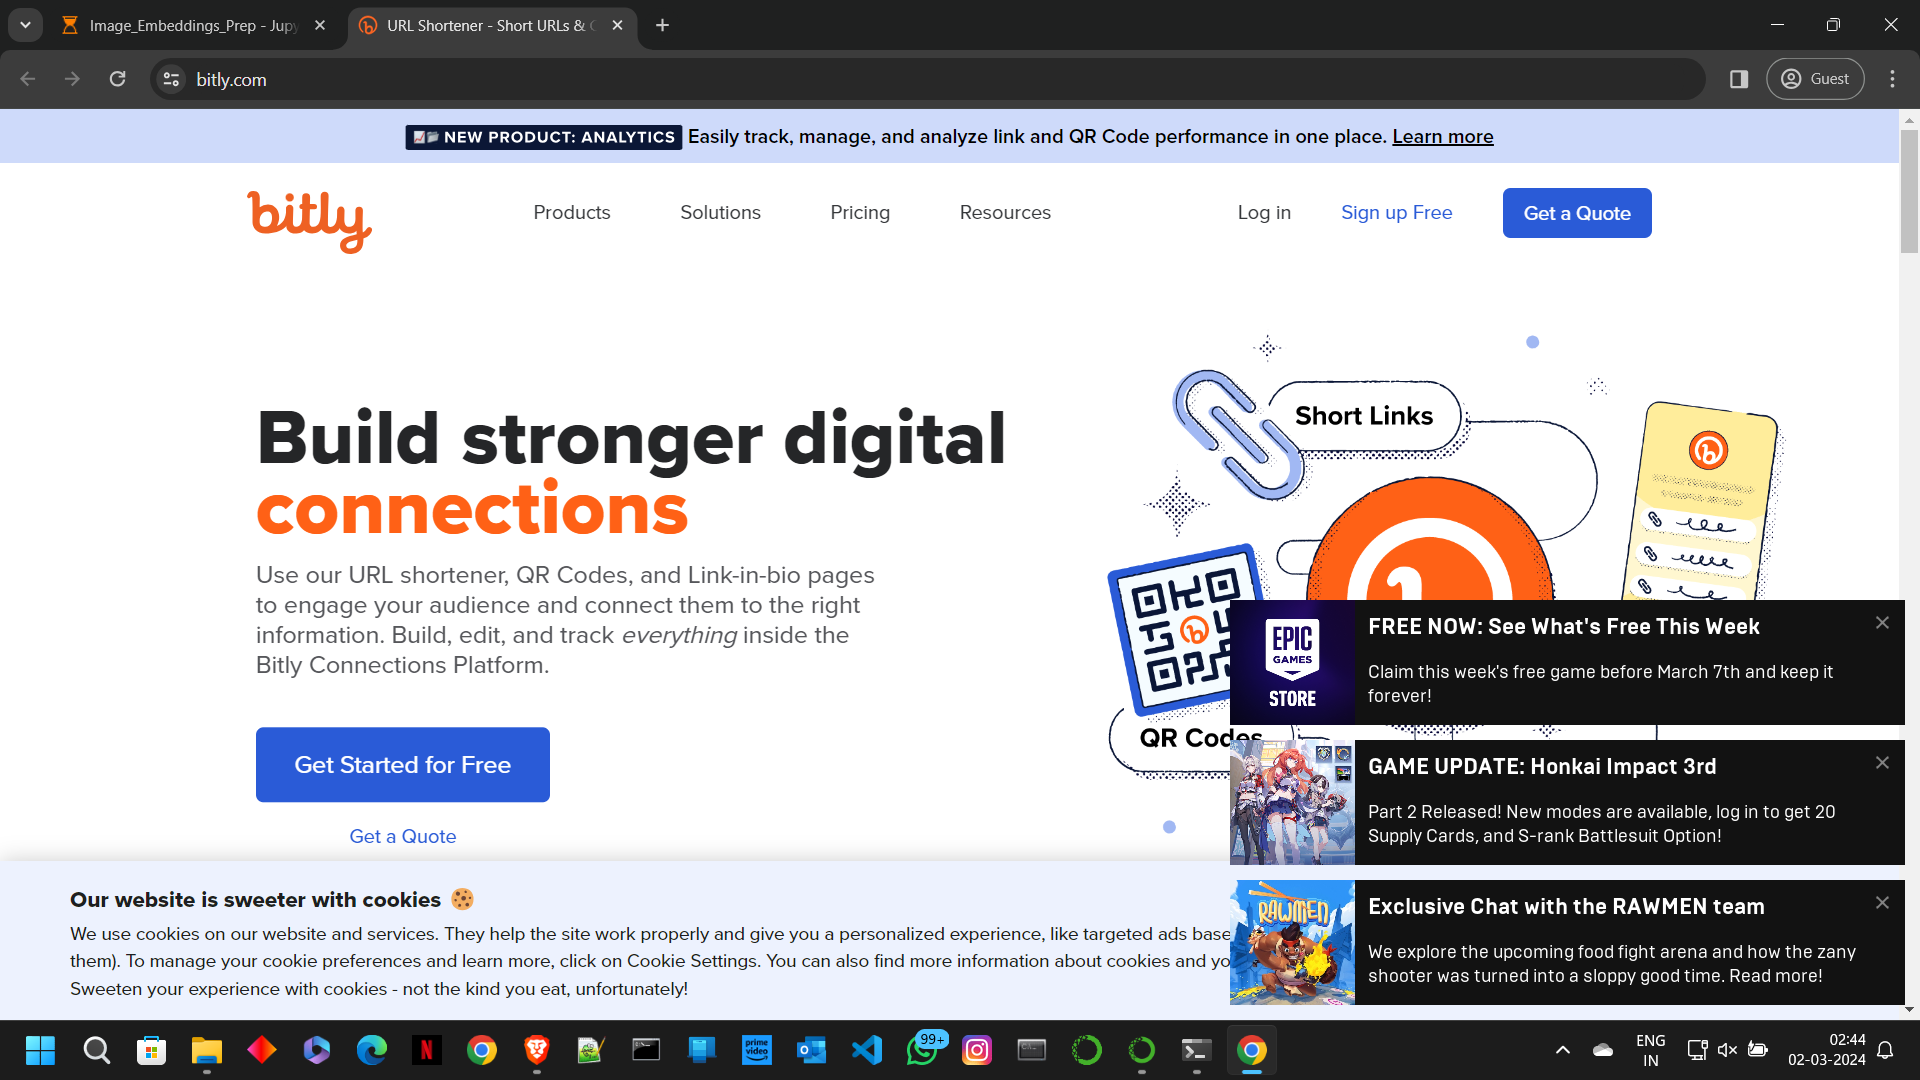 Image_Embeddings_Prep - Jup
URL Shortener - Short URLs &
bitly.com
Guest
NEW PRODUCT: ANALYTICS Easily track, manage, and analyze link and QR Code performance in one place. Learn more
bitly
Products
Solutions
Pricing
Resources
Log in
Sign up Free
Get a Quote
Build stronger digital
connections
Use our URL shortener, QR Codes, and Link-in-bio pages
to engage your audience and connect them to the right
information. Build, edit, and track everything inside the
Bitly Connections Platform.
Get Started for Free
Get a Quote
Short Links
QR Codes
EPIC
GAMES
STORE
FREE NOW: See What's Free This Week
Claim this week's free game before March 7th and keep it
forever!
GAME UPDATE: Honkai Impact 3rd
Part 2 Released! New modes are available, log in to get 20
Supply Cards, and S-rank Battlesuit Option!
RAWMEN
Exclusive Chat with the RAWMEN team
We explore the upcoming food fight arena and how the zany
shooter was turned into a sloppy good time. Read more!
Our website is sweeter with cookies 🍪
We use cookies on our website and services. They help the site work properly and give you a personalized experience, like targeted ads base
them). To manage your cookie preferences and learn more, click on Cookie Settings. You can also find more information about cookies and yo
Sweeten your experience with cookies - not the kind you eat, unfortunately!
prime
video
99+
ENG
IN
02:44
02-03-2024